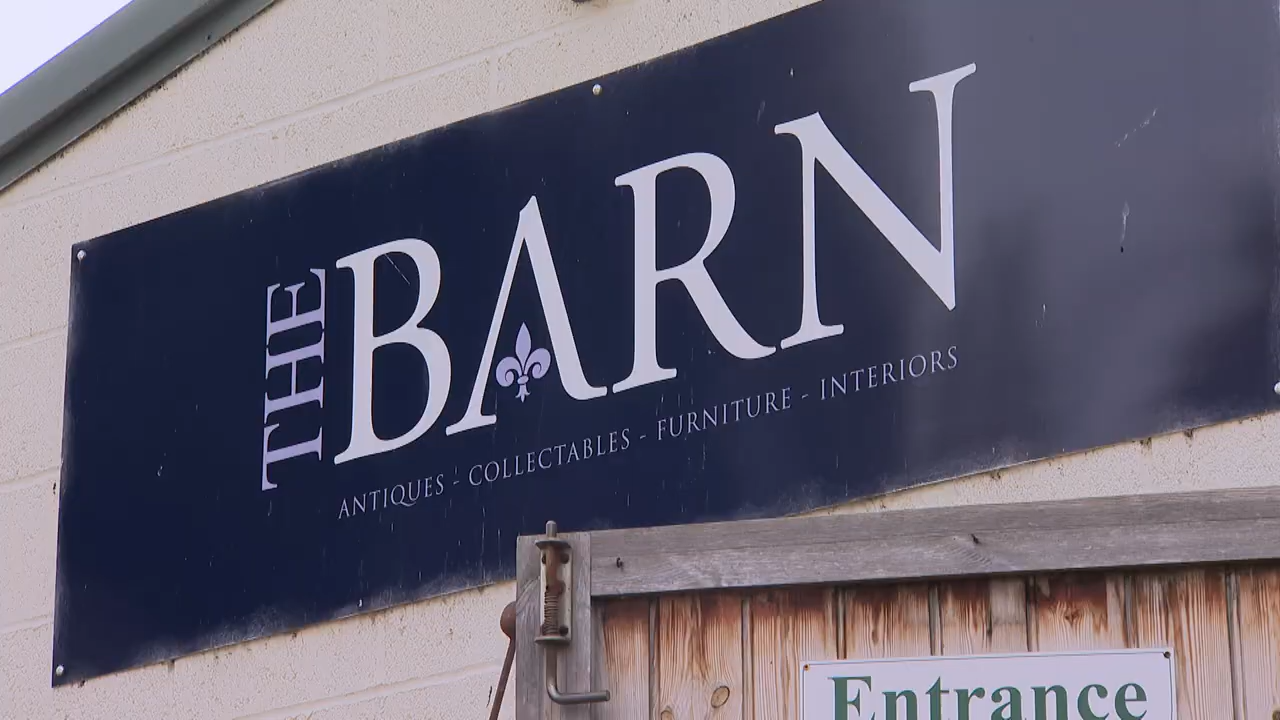 THE
BARN
ANTIQUES - COLLECTABLES - FURNITURE - INTERIORS
Entrance